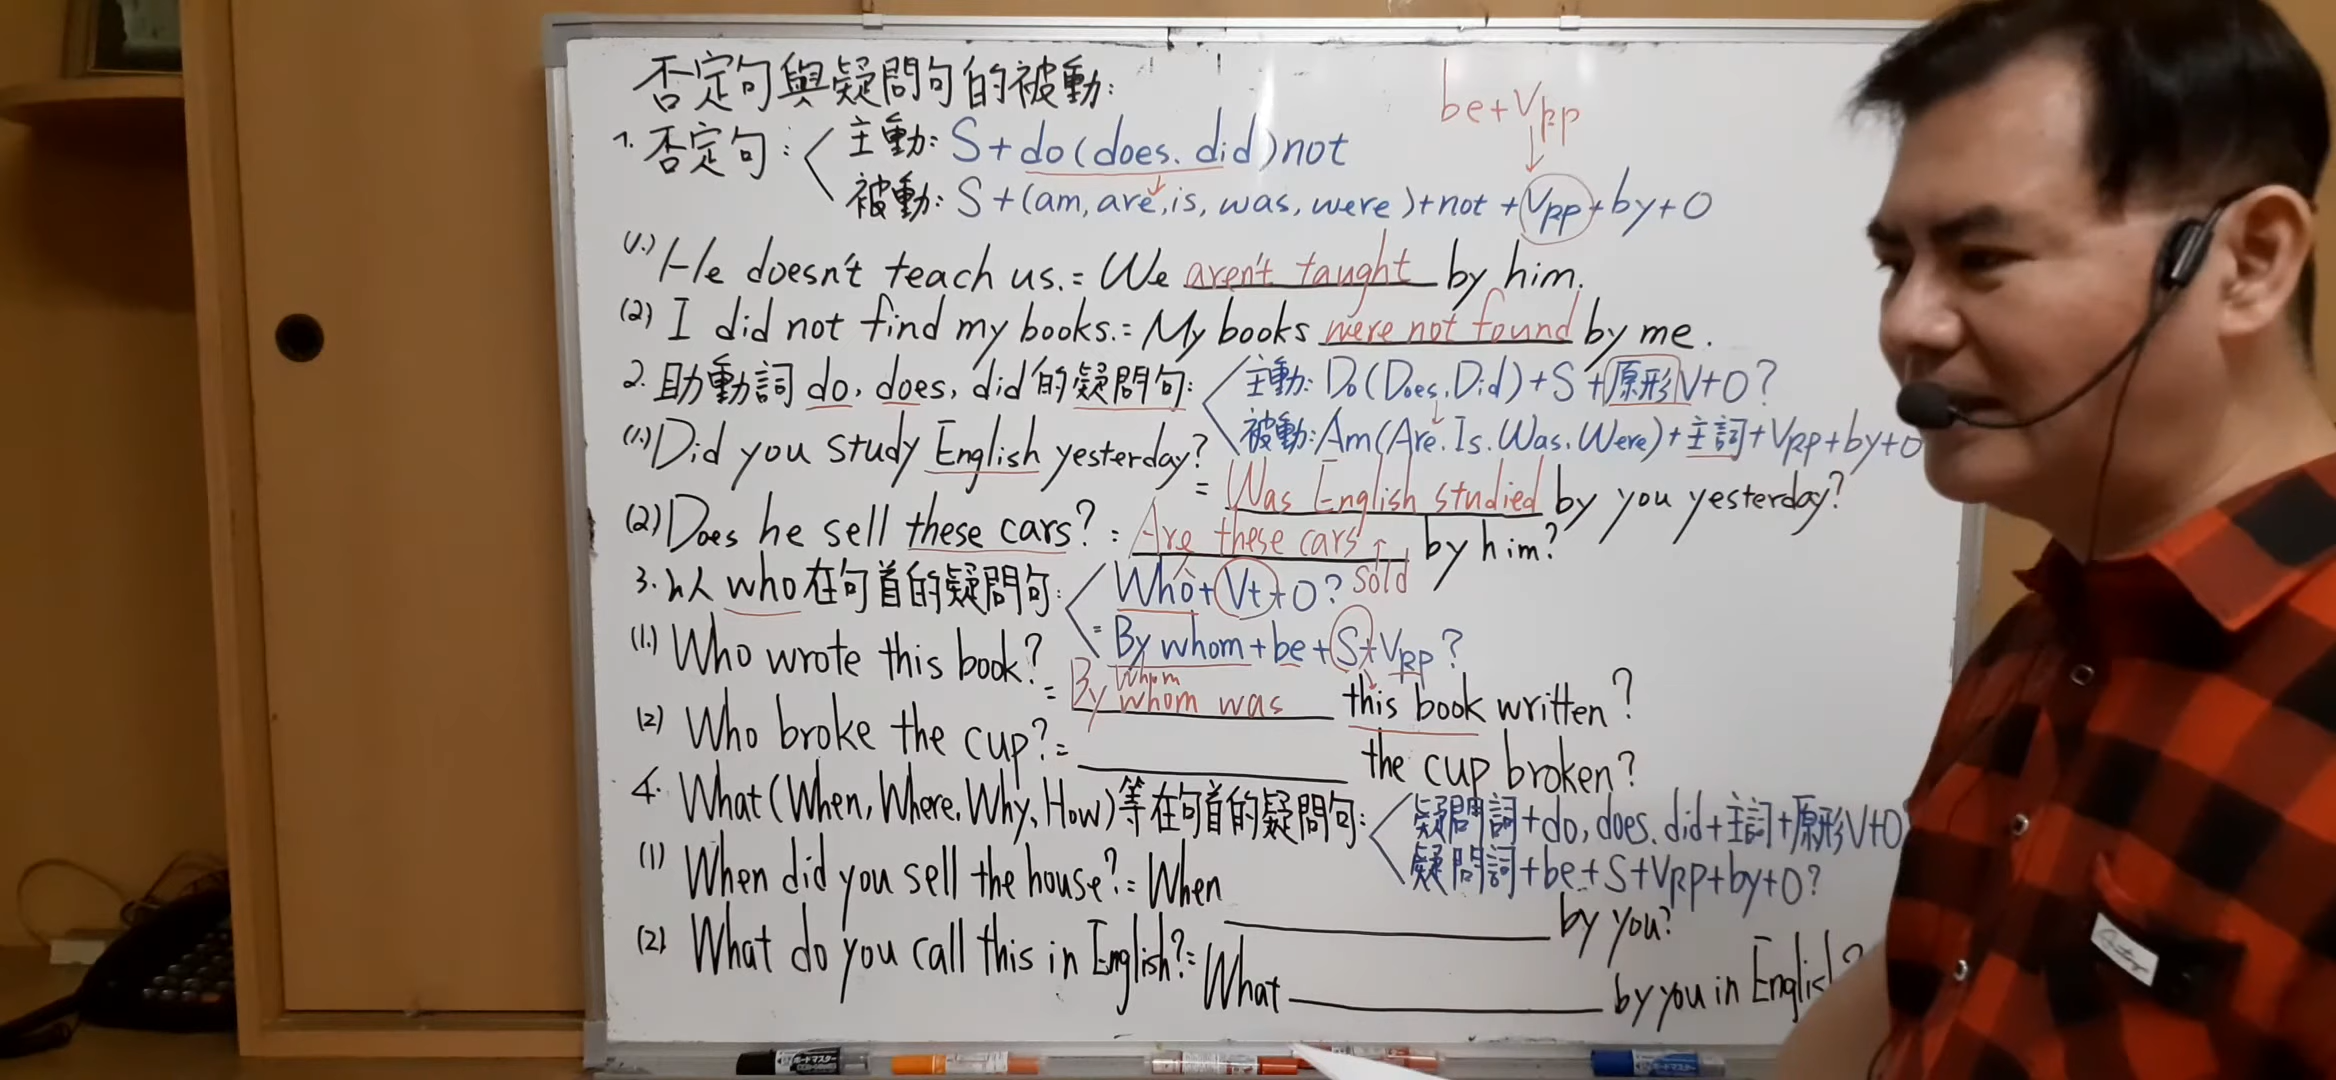 否定句與疑問句的被動:
be+Vpp
1. 否定句:
主動: S+do(does.did)not
被動: S+(am,are,is,was,were)+not+Vpp+by+O
(1.) He doesn't teach us.=We aren't taught by him.
(2) I did not find my books.=My books were not found by me.
2. 助動詞do,does,did的疑問句:
主動: Do(Does.Did)+S+原形V+O?
被動:Am(Are.Is.Was.Were)+主詞+Vpp+by+O
(1.) Did you study English yesterday?
= Was English studied by you yesterday?
(2) Does he sell these cars?=Are these cars sold by him?
3. 以who在句首的疑問句:
Who+Vt+O?
= By whom+be+S+Vpp?
(1.) Who wrote this book?
Whom
= By whom was this book written?
(2) Who broke the cup?= the cup broken?
4. What(When,Where,Why,How)等在句首的疑問句:
疑問詞+do,does.did+主詞+原形V+O
疑問詞+be+S+Vpp+by+O?
(1) When did you sell the house?=When by you?
(2) What do you call this in English?=What by you in English?